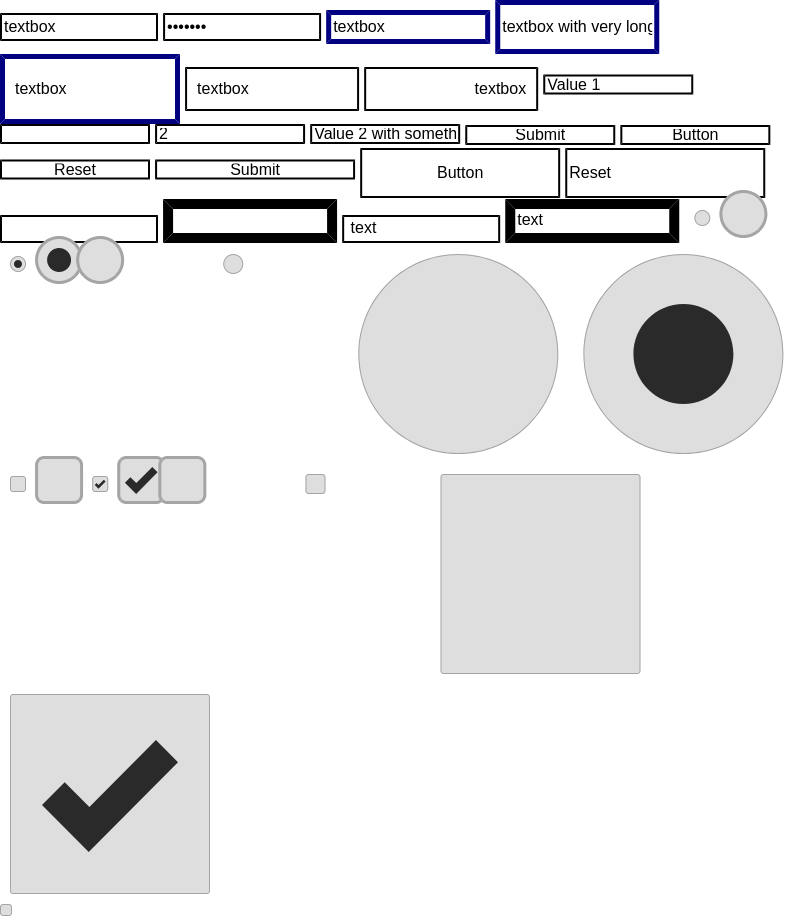 textbox ••••••• textbox textbox with very long
textbox textbox textbox Value 1
2 Value 2 with someth Submit Button
Reset Submit Button Reset
text text